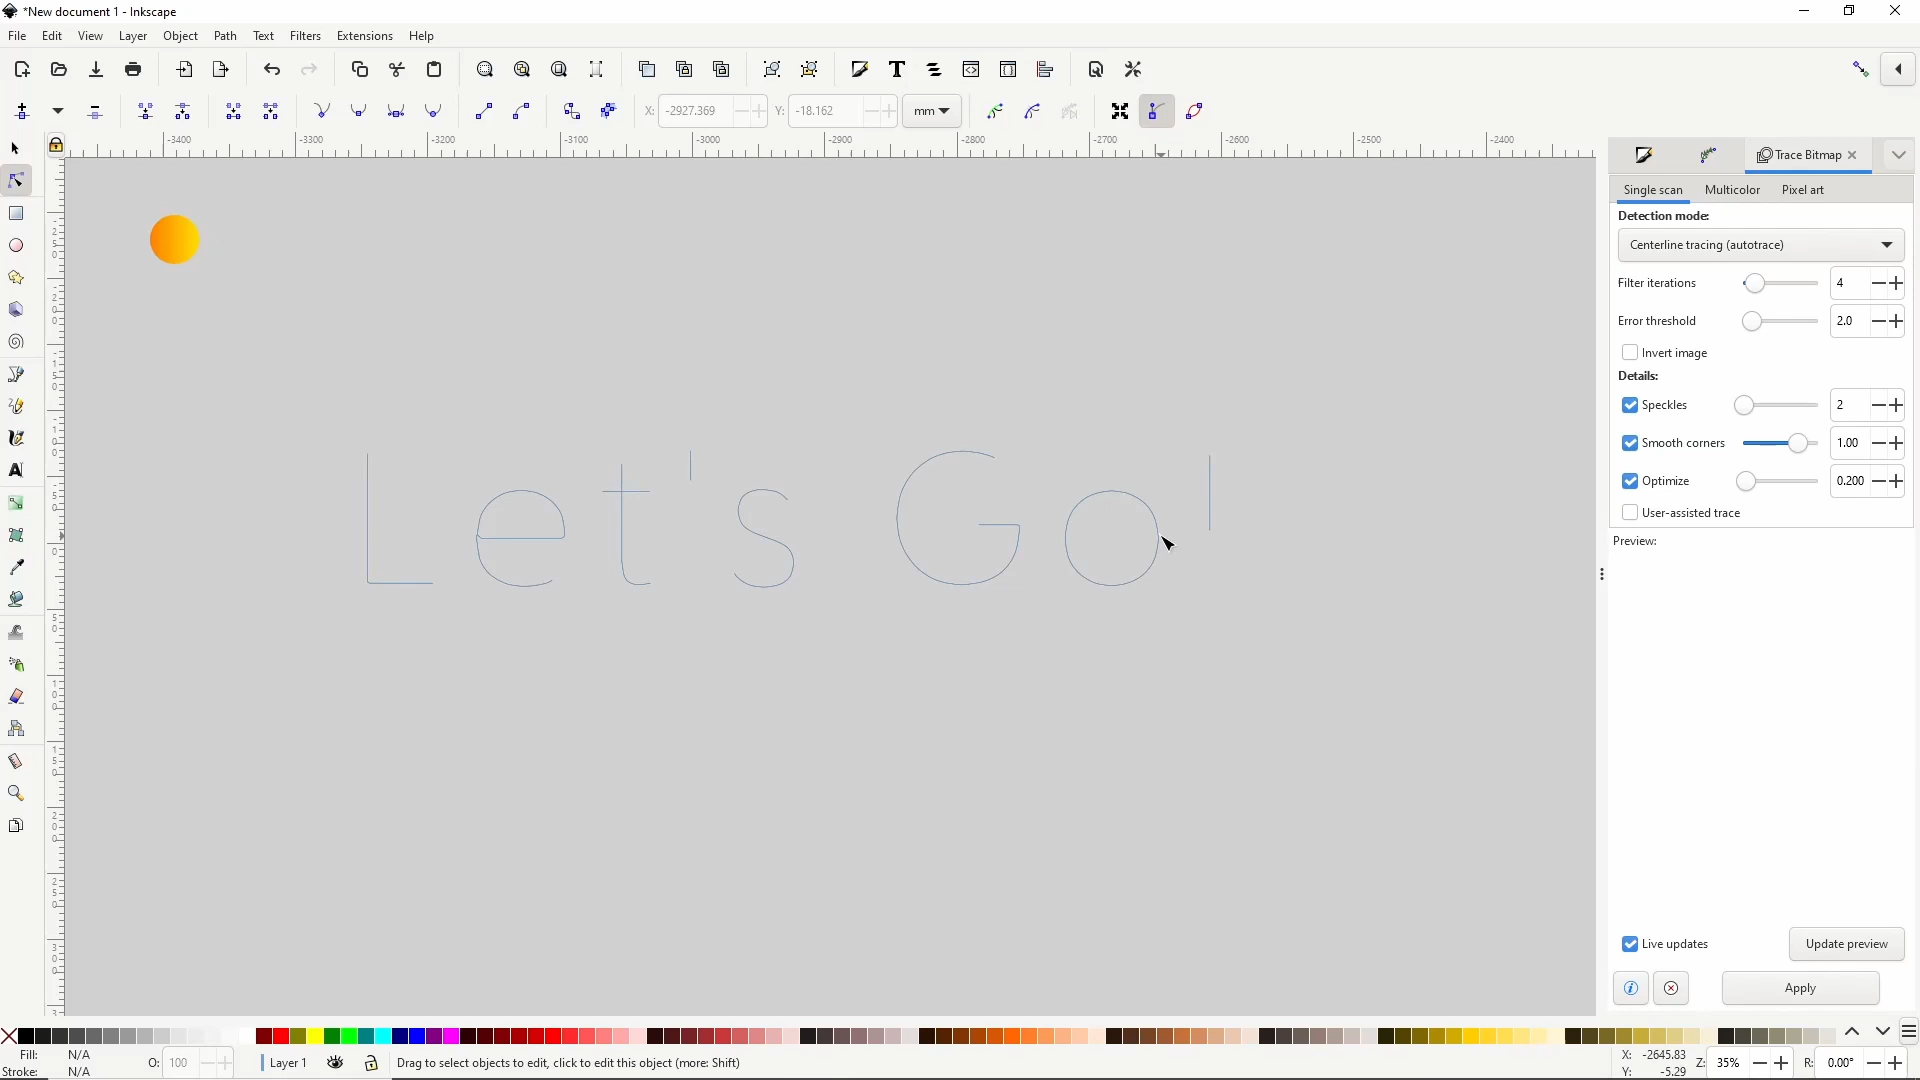 *New document 1 - Inkscape
File Edit View Layer Object Path Text Filters Extensions Help
X: -2927.369 Y: -18.162 mm
-3400 -3300 -3200 -3100 -3000 -2900 -2800 -2700 -2600 -2500 -2400
Trace Bitmap
Single scan Multicolor Pixel art
Detection mode:
Centerline tracing (autotrace)
Filter iterations 4
Error threshold 2.0
Invert image
Details:
Speckles 2
Smooth corners 1.00
Optimize 0.200
User-assisted trace
Preview:
Let's Go'
Live updates Update preview
Apply
Fill: N/A
Stroke: N/A
O: 100
Layer 1
Drag to select objects to edit, click to edit this object (more: Shift)
X: -2645.83
Y: -5.29
Z: 35%
R: 0.00°